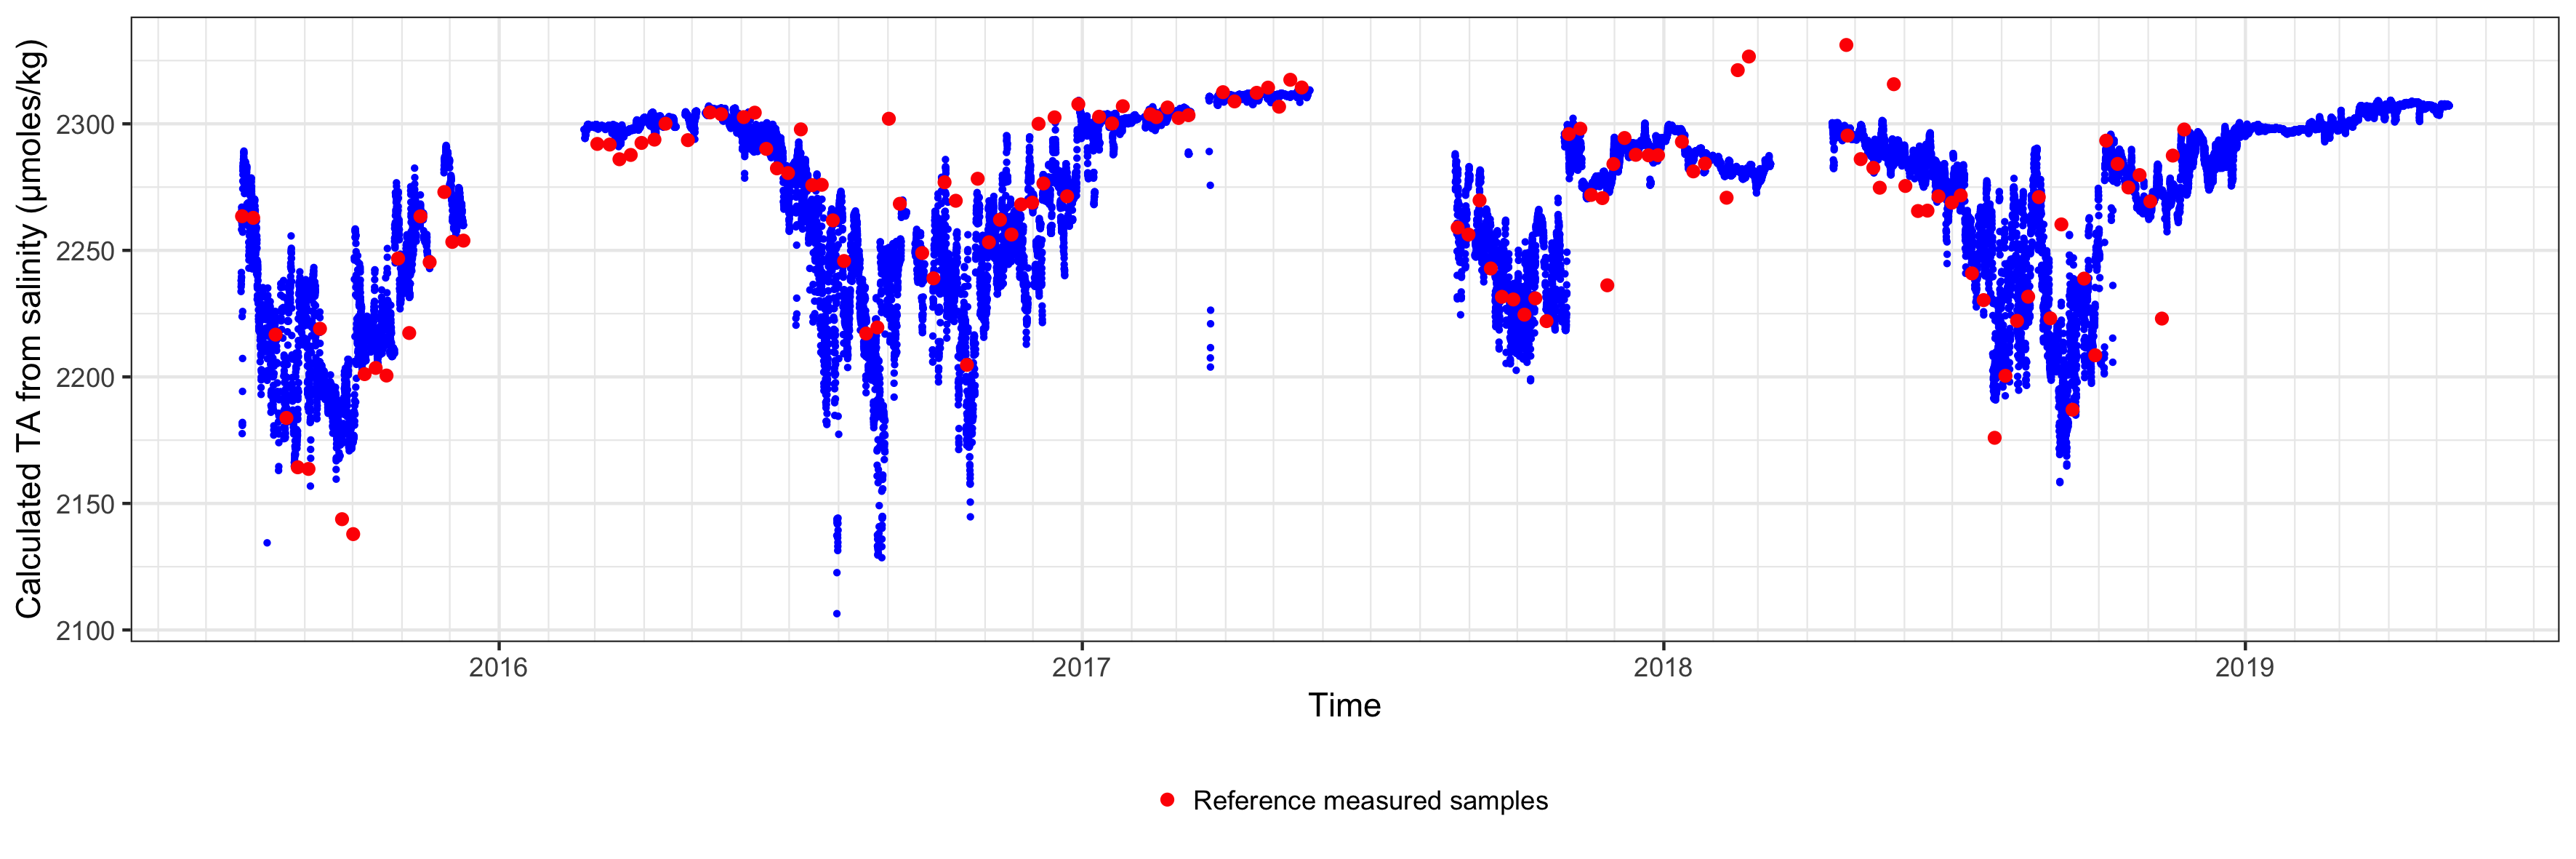 Calculated TA from salinity (µmoles/kg)
2300
2250
2200
2150
2100
2016 2017 2018 2019
Time
Reference measured samples